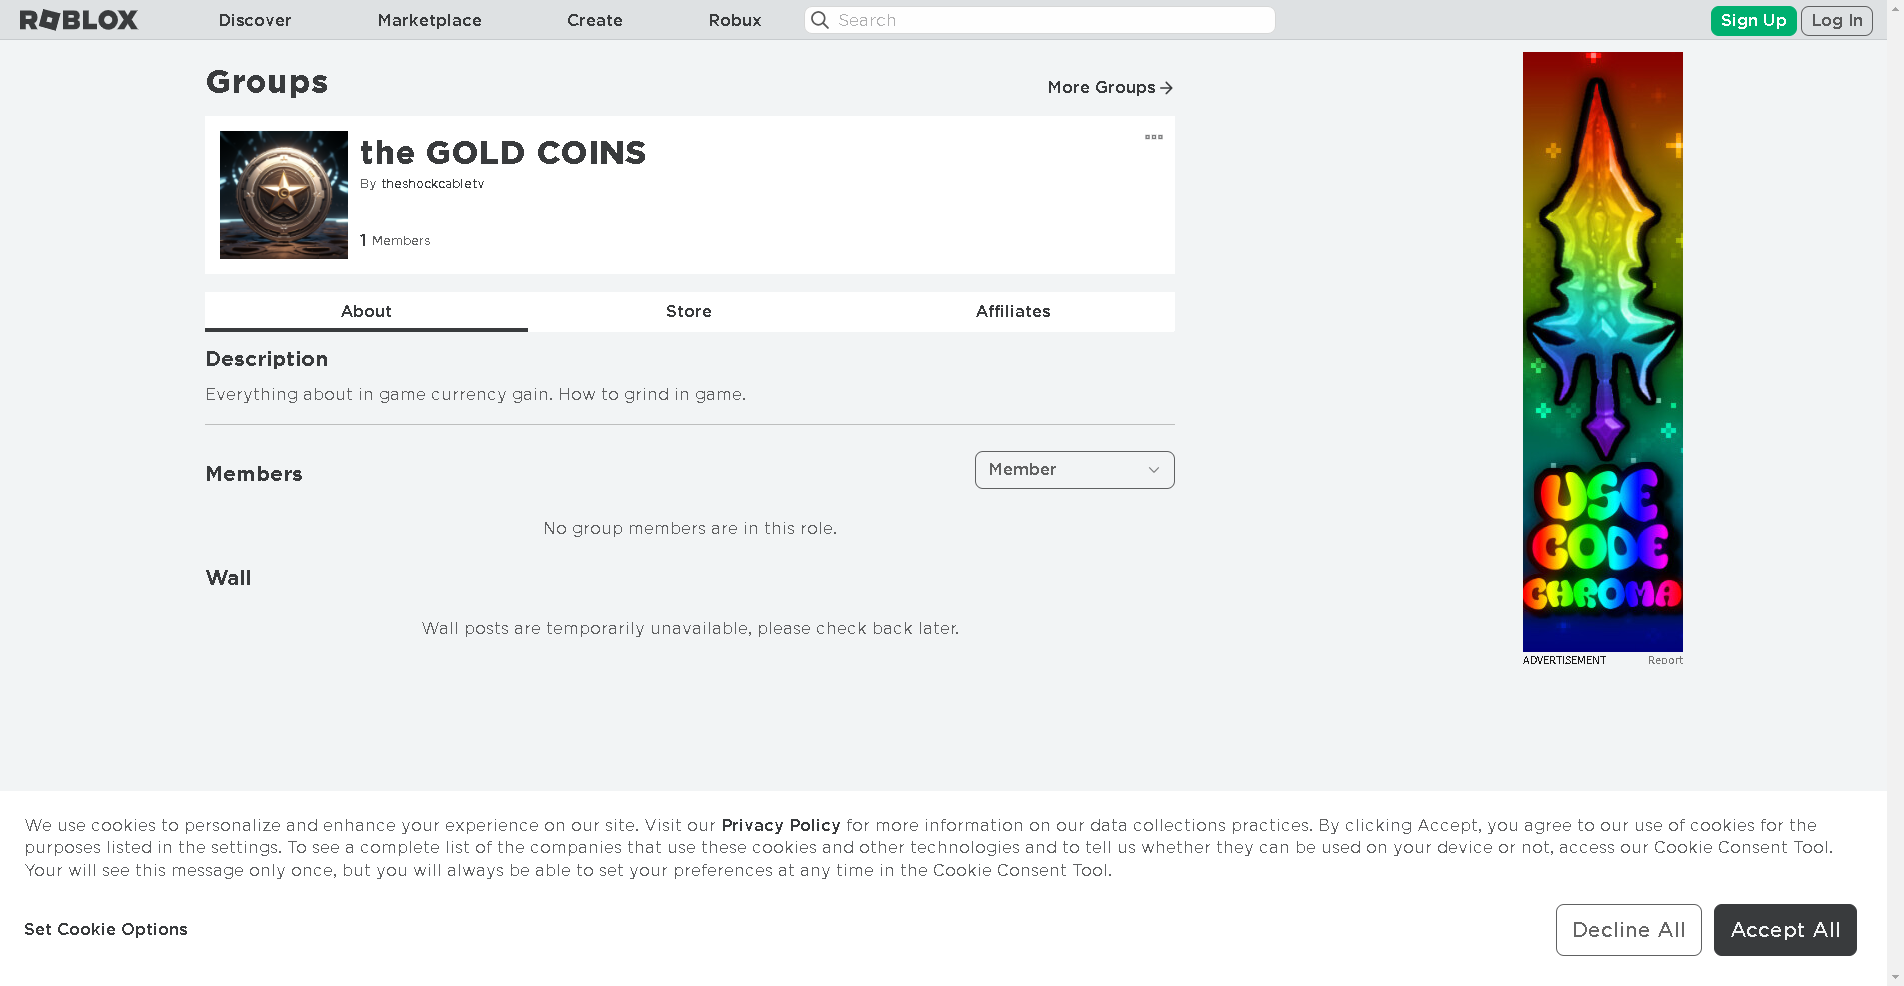 ROBLOX Discover Marketplace Create Robux Search Sign Up Log In
Groups
More Groups
the GOLD COINS
By theshockcabletv
1 Members
About Store Affiliates
Description
Everything about in game currency gain. How to grind in game.
Members
Member
No group members are in this role.
Wall
Wall posts are temporarily unavailable, please check back later.
USE
CODE
CHROMA
ADVERTISEMENT Report
We use cookies to personalize and enhance your experience on our site. Visit our Privacy Policy for more information on our data collections practices. By clicking Accept, you agree to our use of cookies for the
purposes listed in the settings. To see a complete list of the companies that use these cookies and other technologies and to tell us whether they can be used on your device or not, access our Cookie Consent Tool.
Your will see this message only once, but you will always be able to set your preferences at any time in the Cookie Consent Tool.
Set Cookie Options
Decline All
Accept All